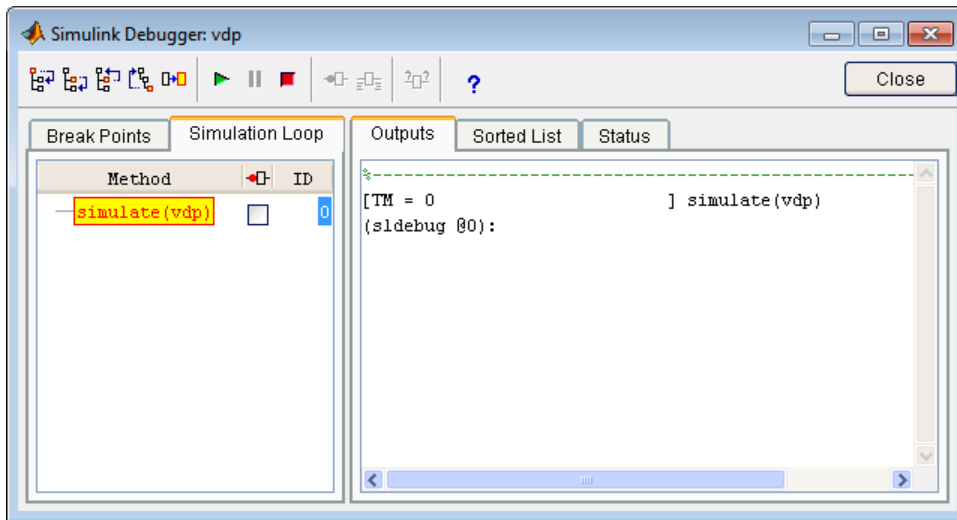 Simulink Debugger: vdp
Close
Break Points
Simulation Loop
Outputs
Sorted List
Status
Method
ID
simulate(vdp)
0
%----------------------------------------------------
[TM = 0                      ] simulate(vdp)
(sldebug @0):